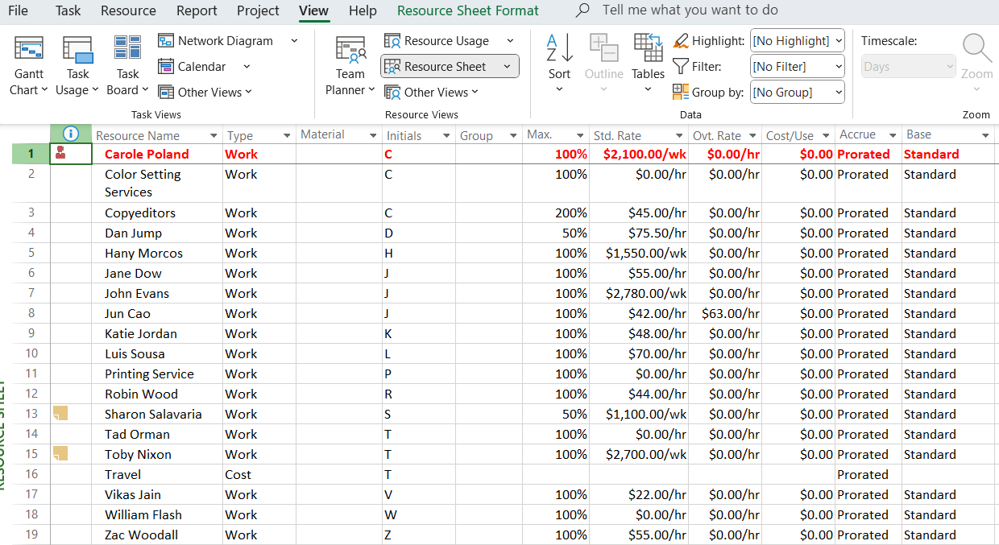 File Task Resource Report Project View Help Resource Sheet Format Tell me what you want to do
Gantt Chart
Task Usage
Task Board
Network Diagram
Calendar
Other Views
Task Views
Team Planner
Resource Usage
Resource Sheet
Other Views
Resource Views
A Z
Sort
Outline
Tables
Highlight: [No Highlight]
Filter: [No Filter]
Group by: [No Group]
Data
Timescale:
Days
Zoom
Zoom
Resource Name Type Material Initials Group Max. Std. Rate Ovt. Rate Cost/Use Accrue Base
1 Carole Poland Work C 100% $2,100.00/wk $0.00/hr $0.00 Prorated Standard
2 Color Setting Work C 100% $0.00/hr $0.00/hr $0.00 Prorated Standard
Services
3 Copyeditors Work C 200% $45.00/hr $0.00/hr $0.00 Prorated Standard
4 Dan Jump Work D 50% $75.50/hr $0.00/hr $0.00 Prorated Standard
5 Hany Morcos Work H 100% $1,550.00/wk $0.00/hr $0.00 Prorated Standard
6 Jane Dow Work J 100% $55.00/hr $0.00/hr $0.00 Prorated Standard
7 John Evans Work J 100% $2,780.00/wk $0.00/hr $0.00 Prorated Standard
8 Jun Cao Work J 100% $42.00/hr $63.00/hr $0.00 Prorated Standard
9 Katie Jordan Work K 100% $48.00/hr $0.00/hr $0.00 Prorated Standard
10 Luis Sousa Work L 100% $70.00/hr $0.00/hr $0.00 Prorated Standard
11 Printing Service Work P 100% $0.00/hr $0.00/hr $0.00 Prorated Standard
12 Robin Wood Work R 100% $44.00/hr $0.00/hr $0.00 Prorated Standard
13 Sharon Salavaria Work S 50% $1,100.00/wk $0.00/hr $0.00 Prorated Standard
14 Tad Orman Work T 100% $0.00/hr $0.00/hr $0.00 Prorated Standard
15 Toby Nixon Work T 100% $2,700.00/wk $0.00/hr $0.00 Prorated Standard
16 Travel Cost T Prorated
17 Vikas Jain Work V 100% $22.00/hr $0.00/hr $0.00 Prorated Standard
18 William Flash Work W 100% $0.00/hr $0.00/hr $0.00 Prorated Standard
19 Zac Woodall Work Z 100% $55.00/hr $0.00/hr $0.00 Prorated Standard